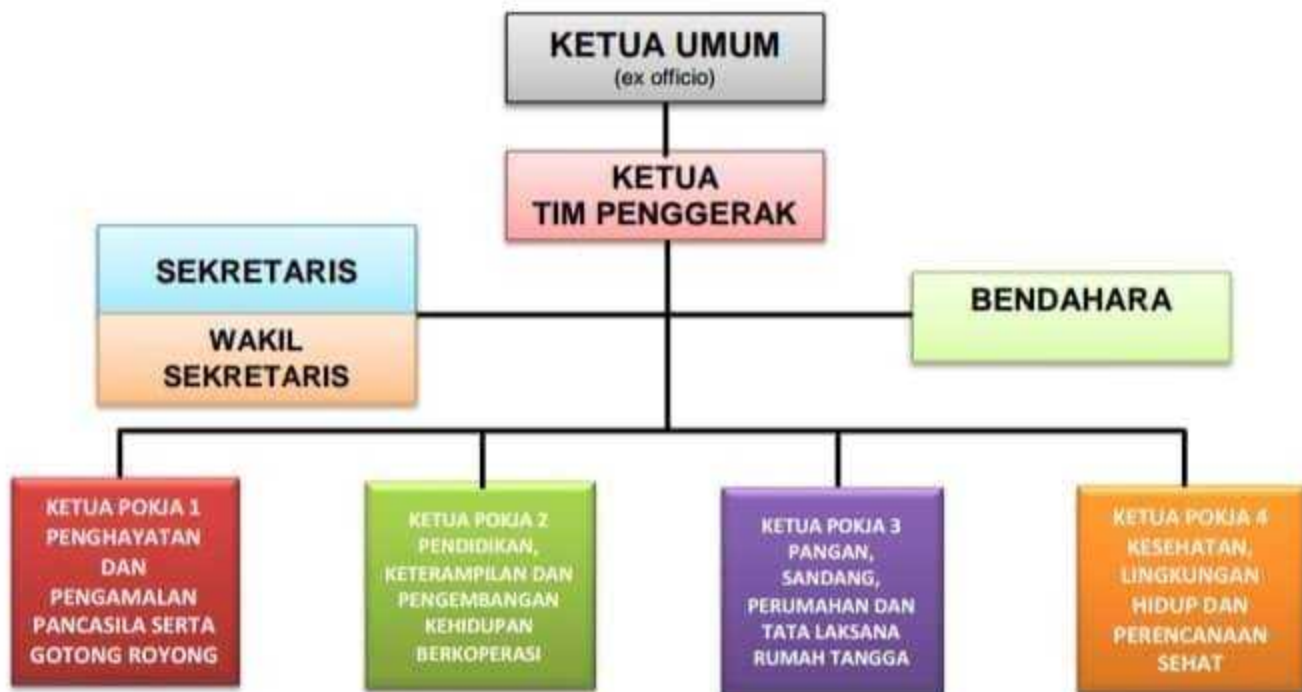 KETUA UMUM
(ex officio)
KETUA
TIM PENGGERAK
SEKRETARIS
WAKIL
SEKRETARIS
BENDAHARA
KETUA POKJA 1
PENGHAYATAN
DAN
PENGAMALAN
PANCASILA SERTA
GOTONG ROYONG
KETUA POKJA 2
PENDIDIKAN,
KETERAMPILAN DAN
PENGEMBANGAN
KEHIDUPAN
BERKOPERASI
KETUA POKJA 3
PANGAN,
SANDANG,
PERUMAHAN DAN
TATA LAKSANA
RUMAH TANGGA
KETUA POKJA 4
KESEHATAN,
LINGKUNGAN
HIDUP DAN
PERENCANAAN
SEHAT